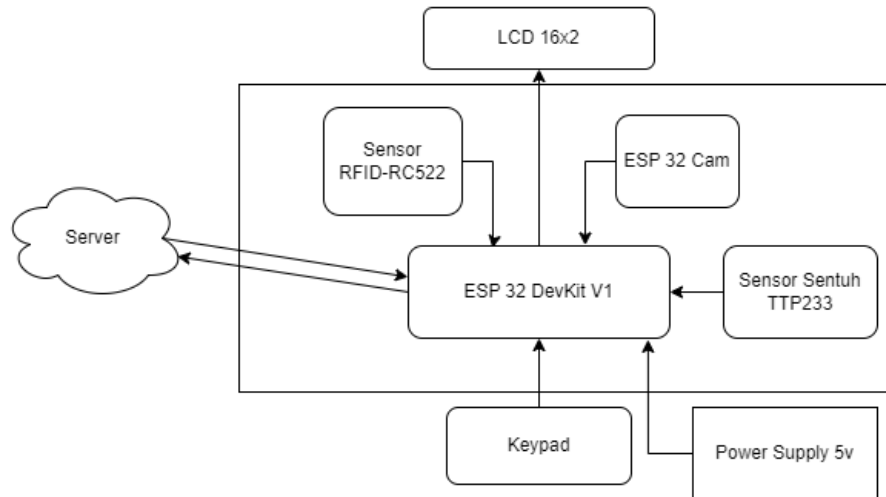 LCD 16x2
Sensor
RFID-RC522
ESP 32 Cam
Server
ESP 32 DevKit V1
Sensor Sentuh
TTP233
Keypad
Power Supply 5v